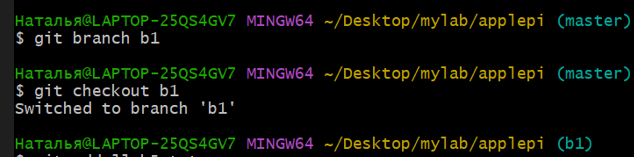 Наталья@LAPTOP-25QS4GV7 MINGW64 ~/Desktop/mylab/applepi (master)
$ git branch b1
Наталья@LAPTOP-25QS4GV7 MINGW64 ~/Desktop/mylab/applepi (master)
$ git checkout b1
Switched to branch 'b1'
Наталья@LAPTOP-25QS4GV7 MINGW64 ~/Desktop/mylab/applepi (b1)